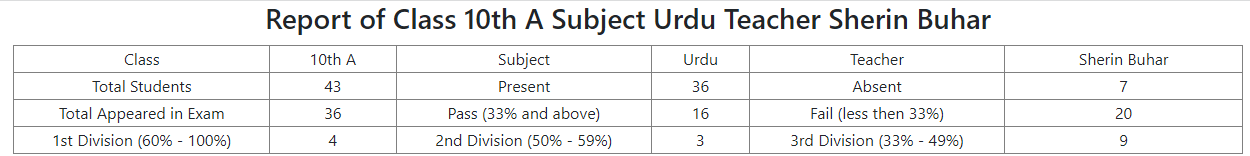 Report of Class 10th A Subject Urdu Teacher Sherin Buhar
Class 10th A Subject Urdu Teacher Sherin Buhar
Total Students 43 Present 36 Absent 7
Total Appeared in Exam 36 Pass (33% and above) 16 Fail (less then 33%) 20
1st Division (60% - 100%) 4 2nd Division (50% - 59%) 3 3rd Division (33% - 49%) 9